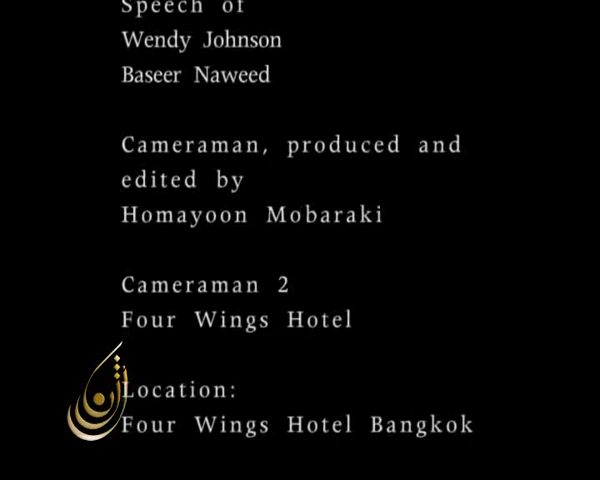 Speech of
Wendy Johnson
Baseer Naweed
Cameraman, produced and
edited by
Homayoon Mobaraki
Cameraman 2
Four Wings Hotel
Location:
Four Wings Hotel Bangkok